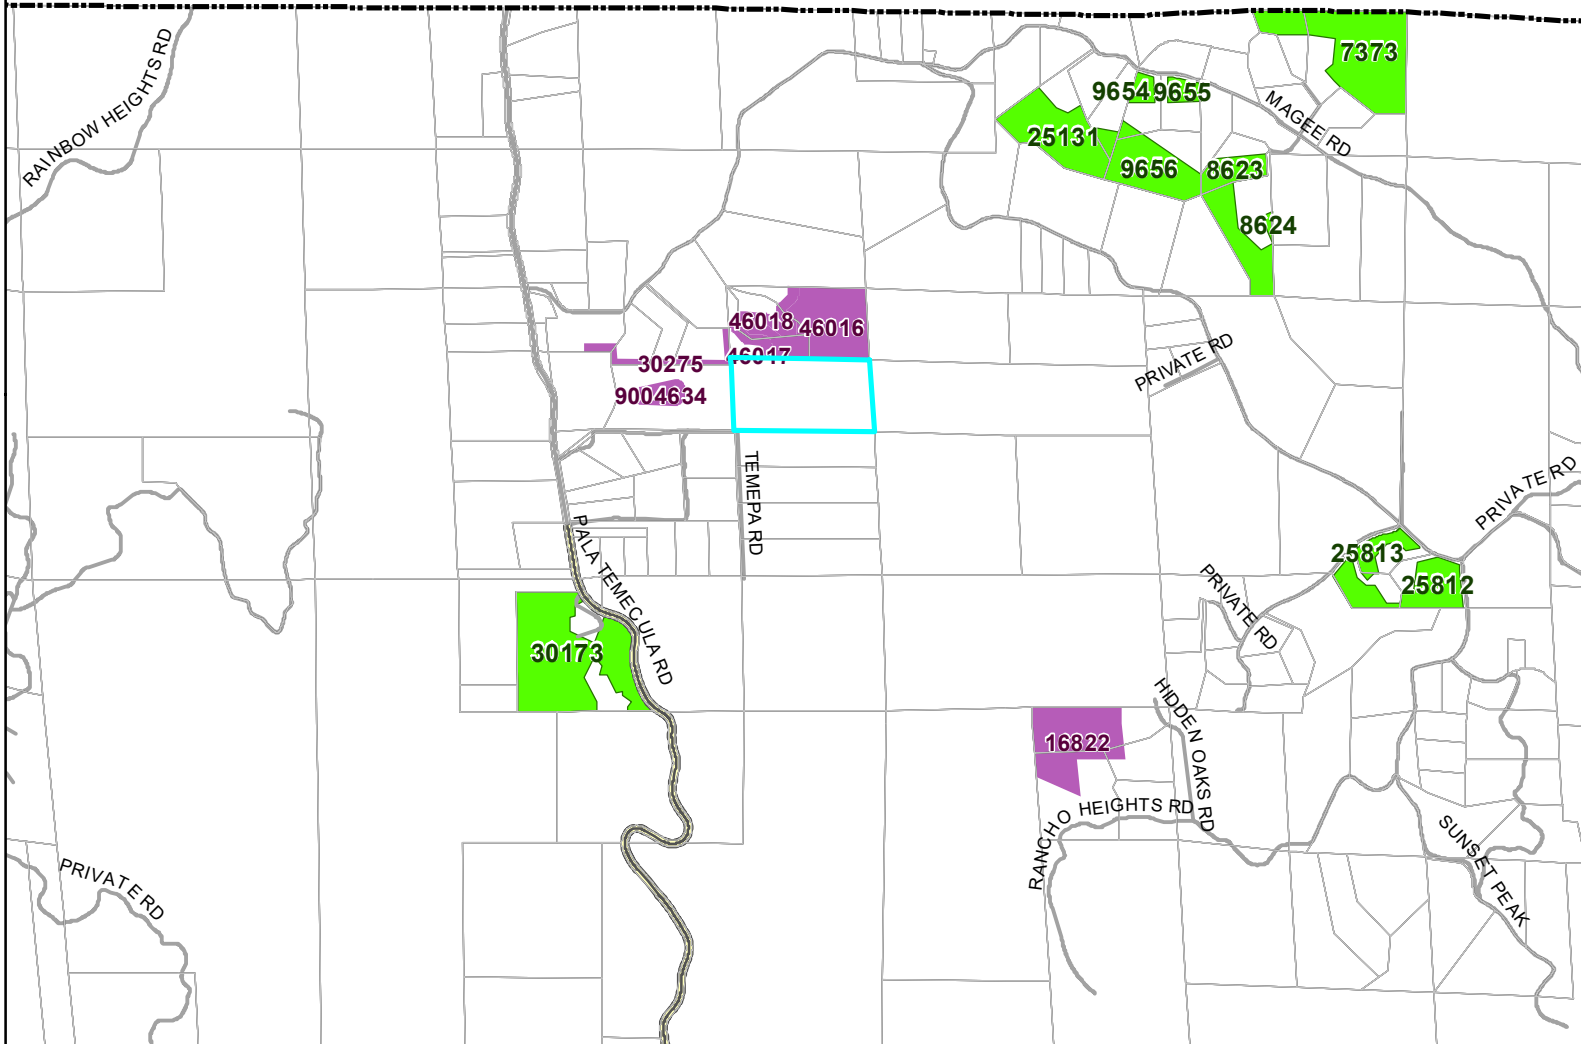 7373
RAINBOW HEIGHTS RD
9654
9655
MAGEE RD
25131
9656
8623
8624
46018
46016
46017
30275
9004634
PRIVATE RD
TEMEPA RD
PRIVATE RD
PALA TEMECULA RD
25813
25812
PRIVATE RD
30173
HIDDEN OAKS RD
16822
RANCHO HEIGHTS RD
SUNSET PEAK
PRIVATE RD